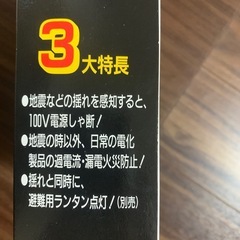 3大特長
●地震などの揺れを感知すると、
100V電源しゃ断!
●地震の時以外、日常の電化
製品の過電流・漏電火災防止!
●揺れと同時に、
避難用ランタン点灯!(別売)